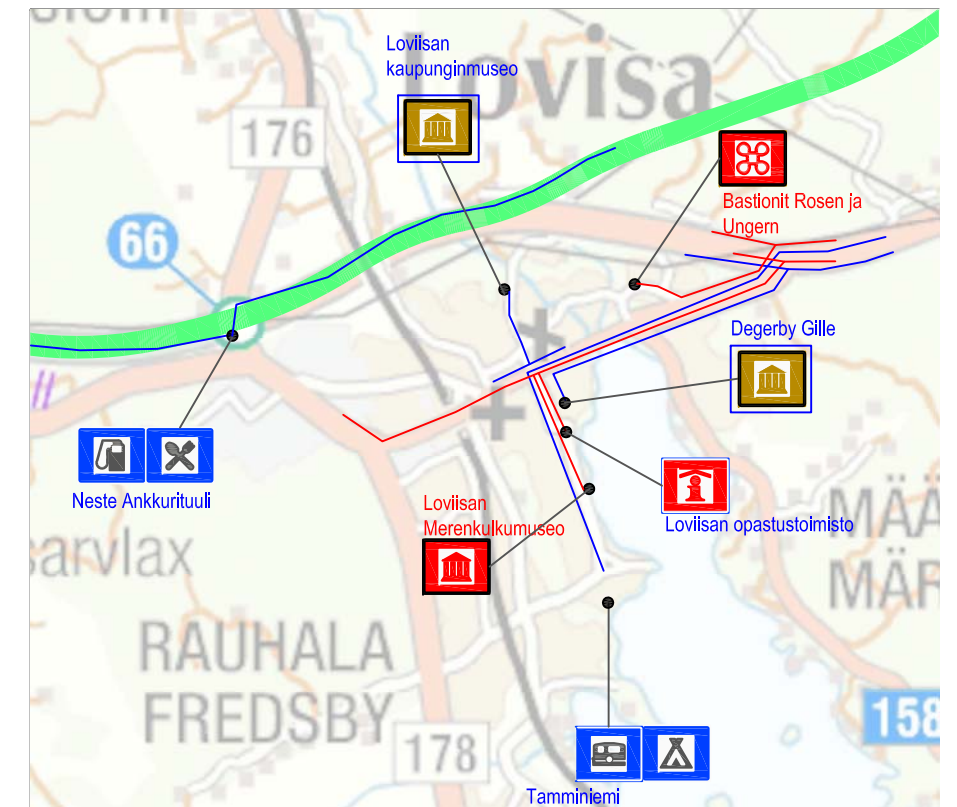 Lovisa
Loviisan
kaupunginmuseo
176
Bastionit Rosen ja
Ungern
66
Degerby Gille
Neste Ankkurituuli
Loviisan
Merenkulkumuseo
Loviisan opastustoimisto
sarvlax
MÄÄ
MÄR
RAUHALA
FREDSBY
158
178
Tamminiemi